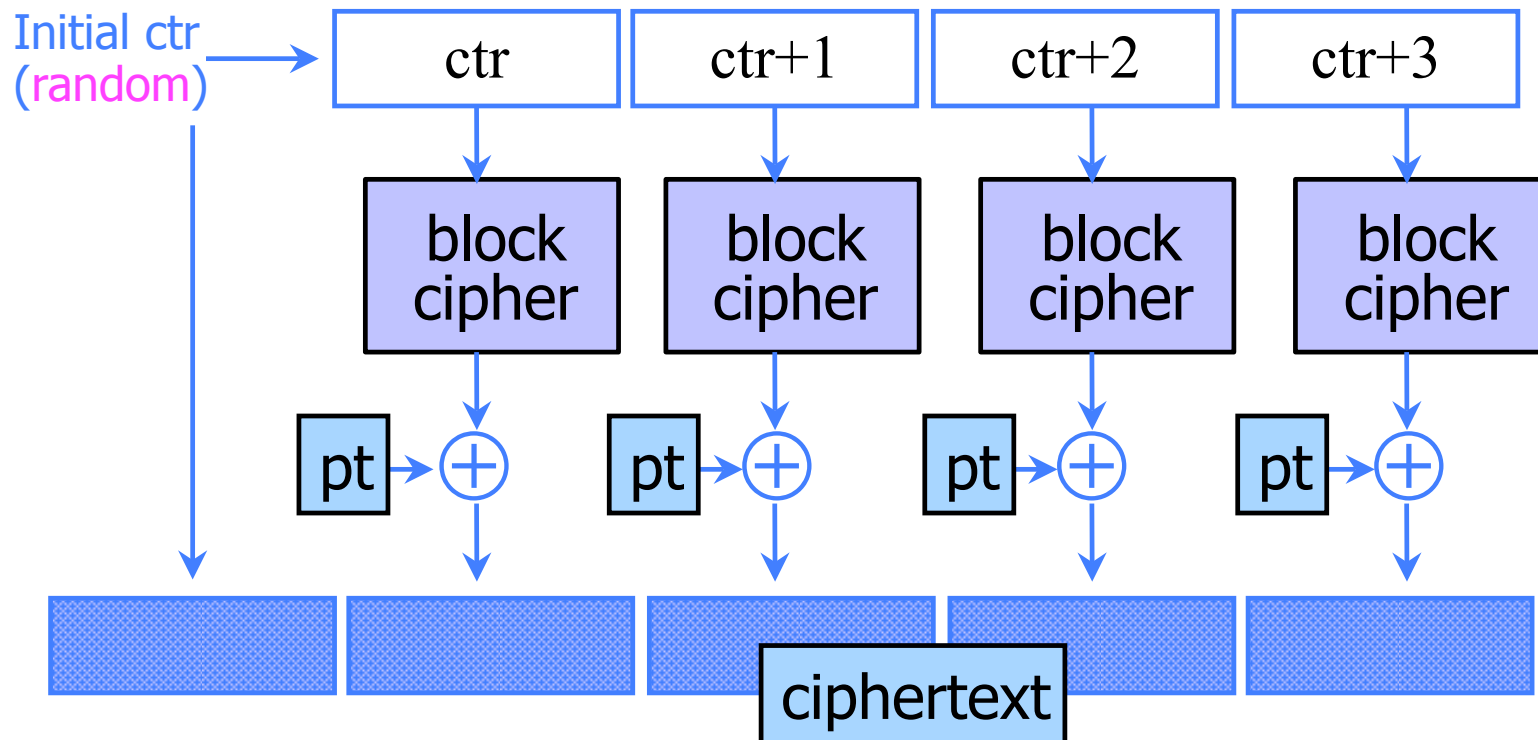 Initial ctr
(random)
ctr
ctr+1
ctr+2
ctr+3
block
cipher
block
cipher
block
cipher
block
cipher
pt
pt
pt
pt
ciphertext